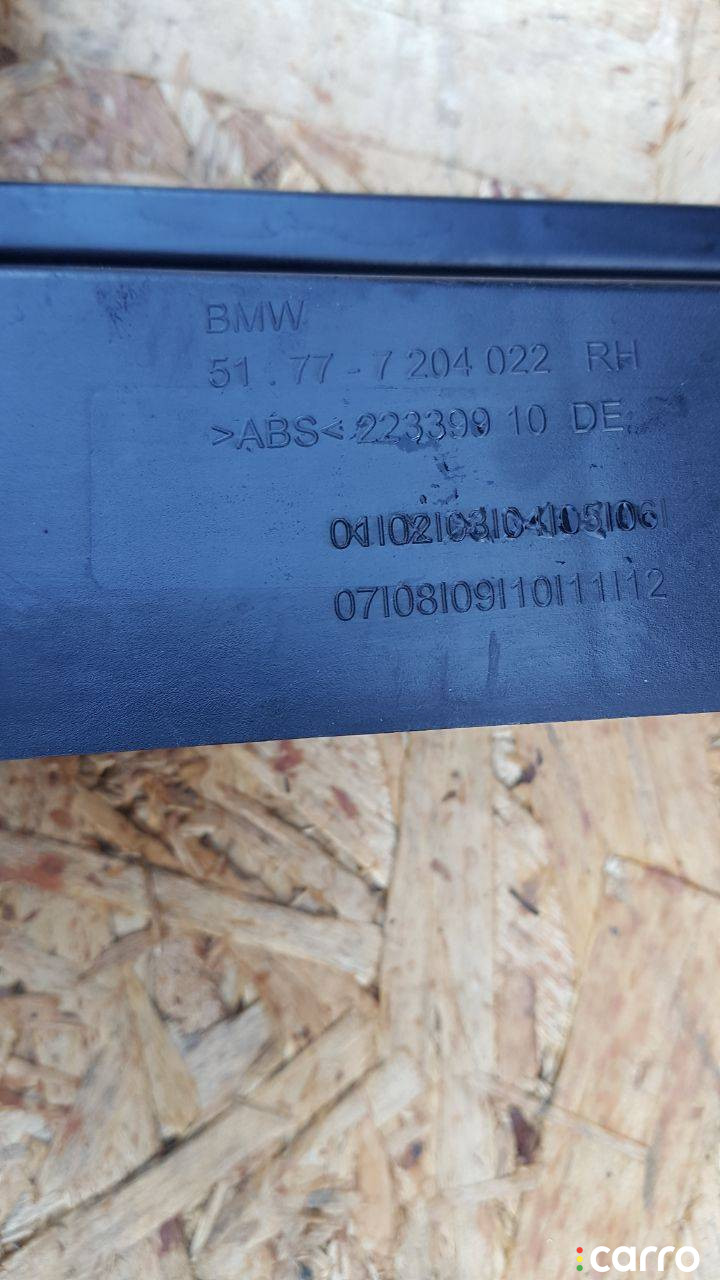 BMW
51.77-7 204 022 RH
>ABS< 223399 10 DE
01|02|03|04|05|06|
07|08|09|10|11|12
carro